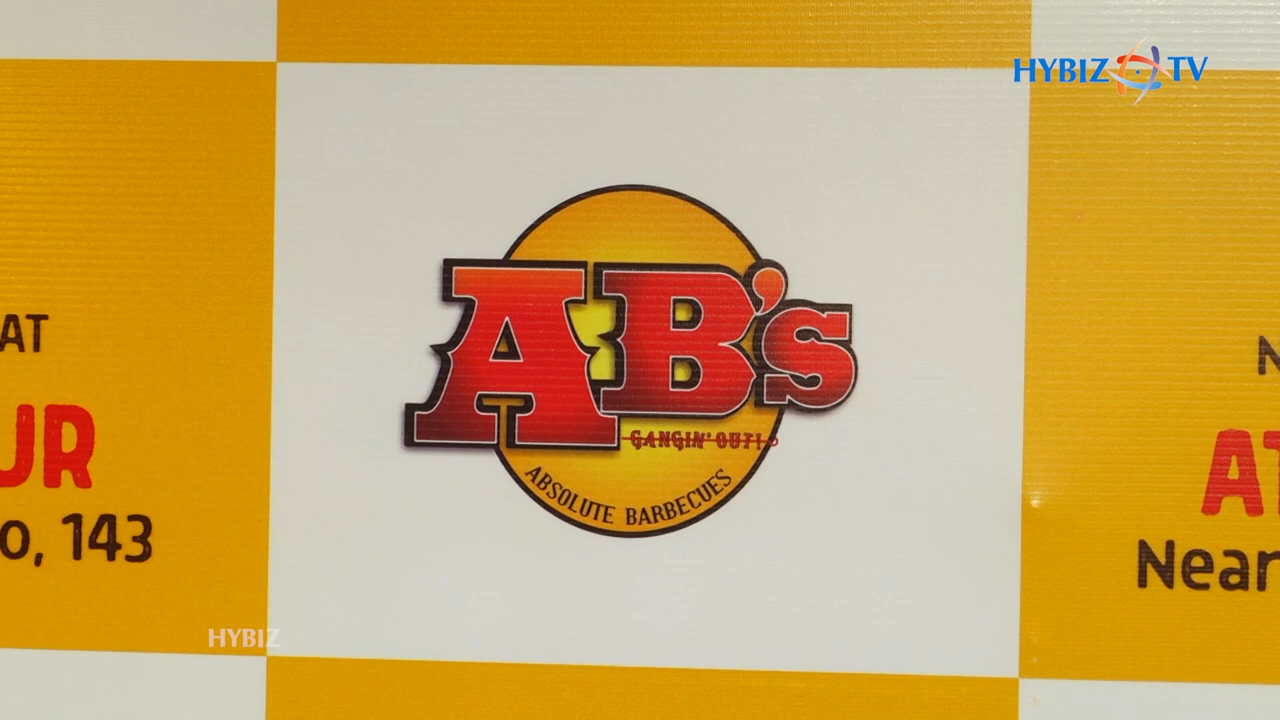 HYBIZ TV
AT
UR
o, 143
AB's
GANGIN' OUT!
ABSOLUTE BARBECUES
N
AT
Near
HYBIZ